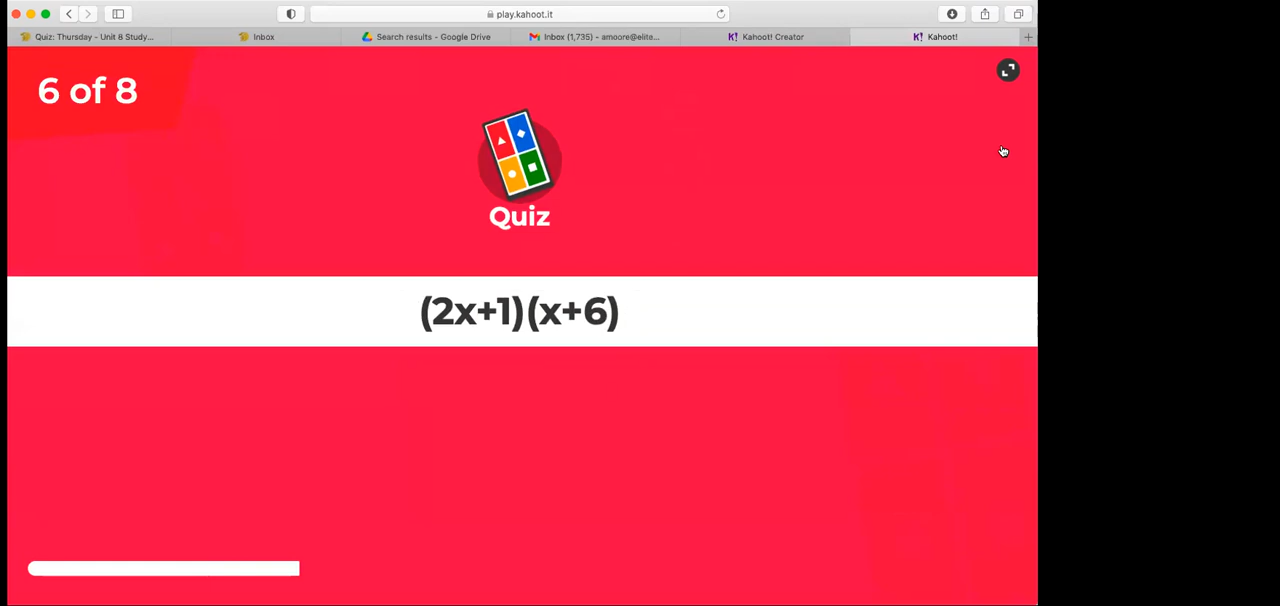 play.kahoot.it
Quiz: Thursday - Unit 8 Study...
Inbox
Search results - Google Drive
Inbox (1,735) - amoore@elite...
K! Kahoot! Creator
K! Kahoot!
6 of 8
Quiz
(2x+1)(x+6)